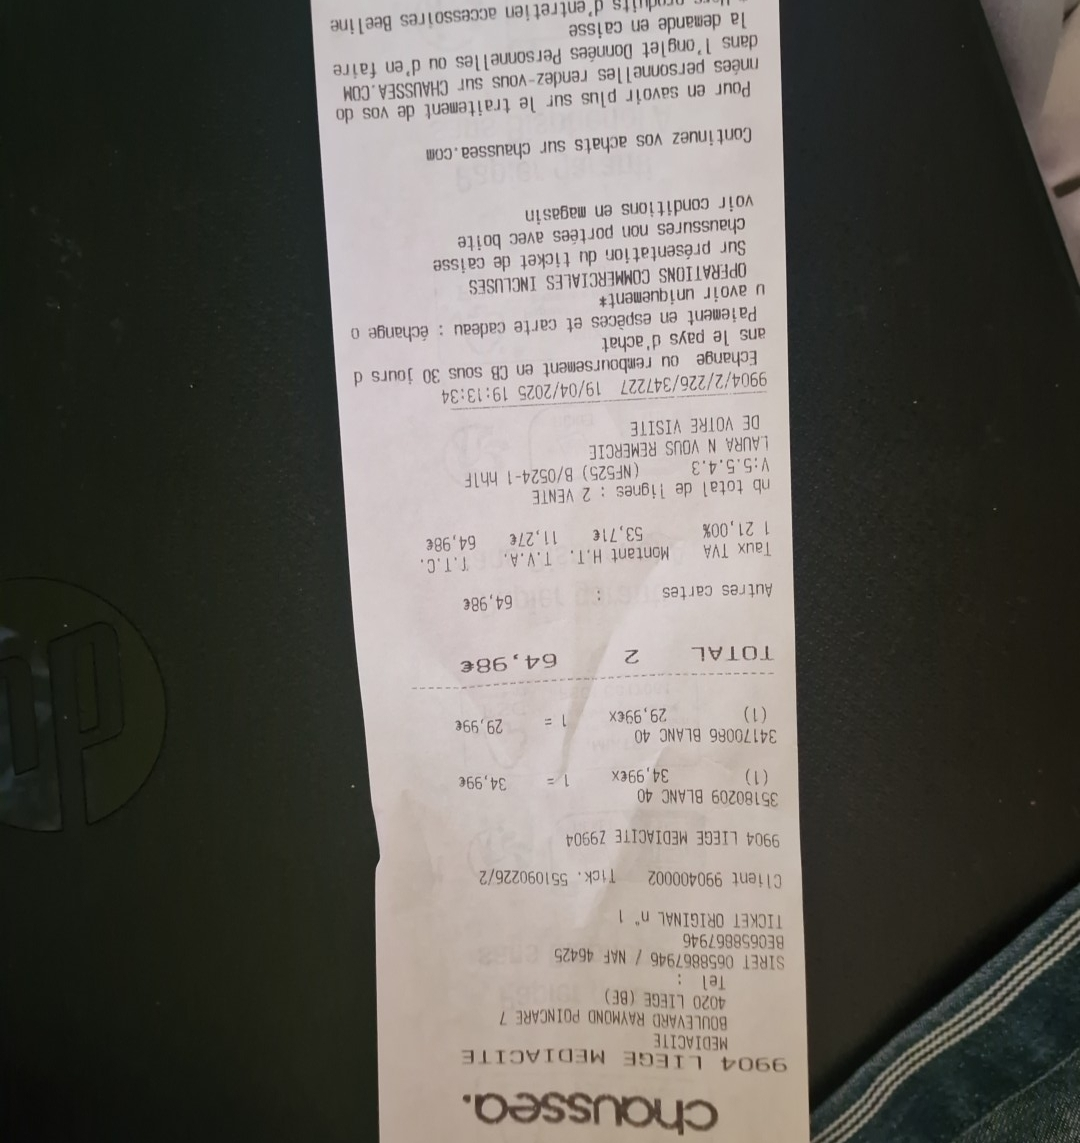 chaussea.
9904 LIEGE MEDIACITE
MEDIACITE
BOULEVARD RAYMOND POINCARE 7
4020 LIEGE (BE)
Tel :
SIRET 0658867946 / NAF 46425
BE0658867946
TICKET ORIGINAL n° 1
Client 990400002 Tick. 551090226/2
9904 LIEGE MEDIACITE Z9904
35180209 BLANC 40
(1) 34,99€x 1 = 34,99€
34170086 BLANC 40
(1) 29,99€x 1 = 29,99€
TOTAL 2 64,98€
Autres cartes : 64,98€
Taux TVA Montant H.T. T.V.A. T.T.C.
1 21,00% 53,71€ 11,27€ 64,98€
nb total de lignes : 2 VENTE
V:5.5.4.3 (NF525) B/0524-1 hhlF
LAURA N VOUS REMERCIE
DE VOTRE VISITE
9904/2/226/347227 19/04/2025 19:13:34
Echange ou remboursement en CB sous 30 jours d
ans le pays d'achat
Paiement en espèces et carte cadeau : échange o
u avoir uniquement*
OPERATIONS COMMERCIALES INCLUSES
Sur présentation du ticket de caisse
chaussures non portées avec boîte
voir conditions en magasin
Continuez vos achats sur chaussea.com
Pour en savoir plus sur le traitement de vos do
nnées personnelles rendez-vous sur CHAUSSEA.COM
dans l'onglet Données Personnelles ou d'en faire
la demande en caisse
* Hors produits d'entretien accessoires Beeline
hp